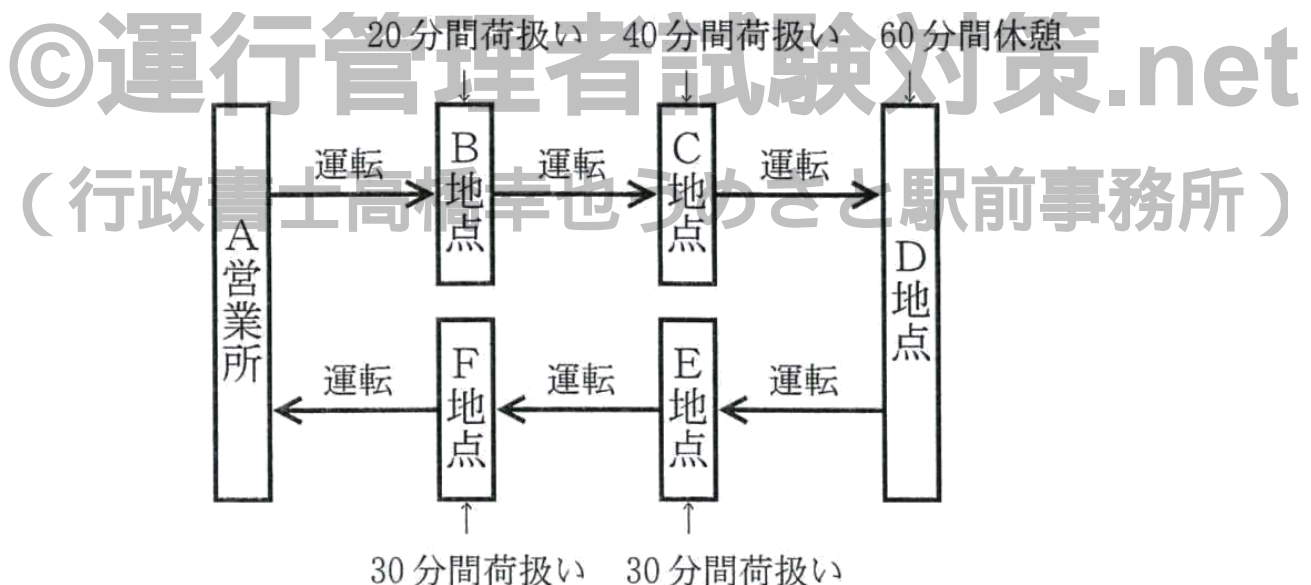 ©運行管理者試験対策.net
(行政書士高橋幸也うめさと駅前事務所)
20分間荷扱い 40分間荷扱い 60分間休憩
A営業所
運転
B地点
運転
C地点
運転
D地点
運転
F地点
運転
E地点
運転
30分間荷扱い 30分間荷扱い